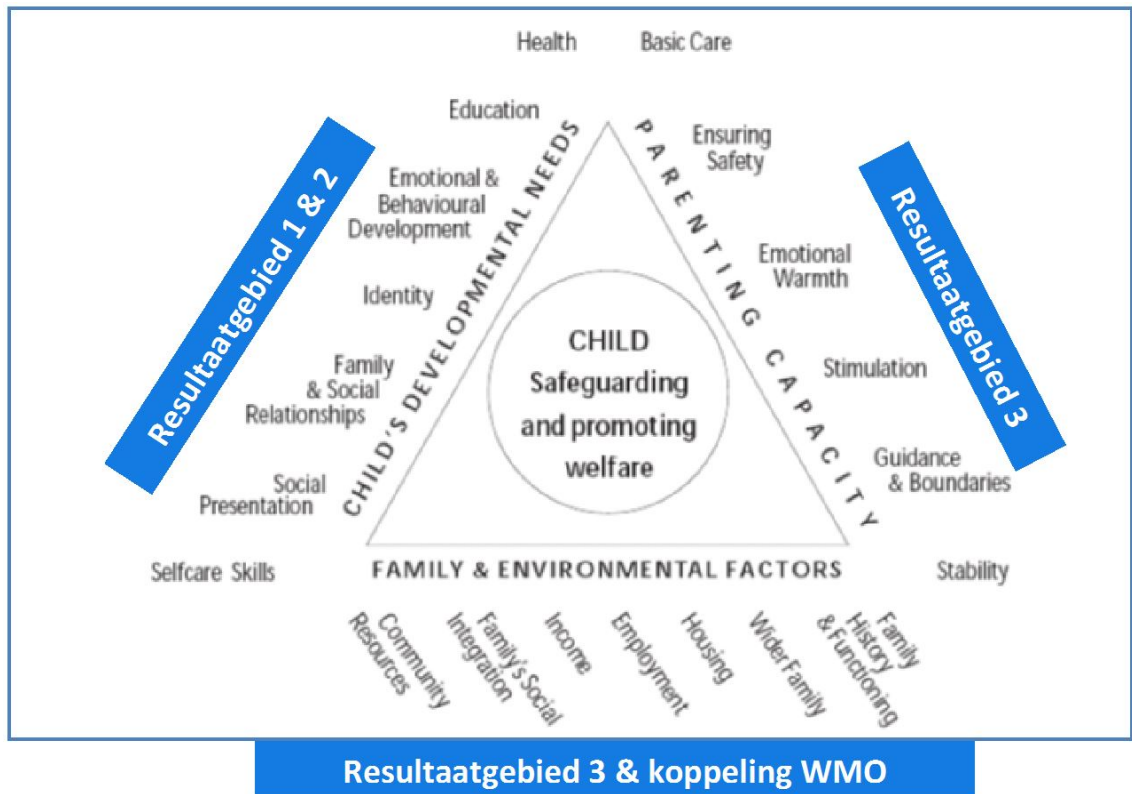 Health
Basic Care
Education
Ensuring
Safety
Emotional &
Behavioural
Development
Emotional
Warmth
Identity
Stimulation
Family
& Social
Relationships
Guidance
& Boundaries
Social
Presentation
Selfcare Skills
Stability
Resultaatgebied 1 & 2
CHILD'S DEVELOPMENTAL NEEDS
PARENTING CAPACITY
Resultaatgebied 3
CHILD
Safeguarding
and promoting
welfare
FAMILY & ENVIRONMENTAL FACTORS
Community
Resources
Family's Social
Integration
Income
Employment
Housing
Wider Family
Family
History
& Functioning
Resultaatgebied 3 & koppeling WMO